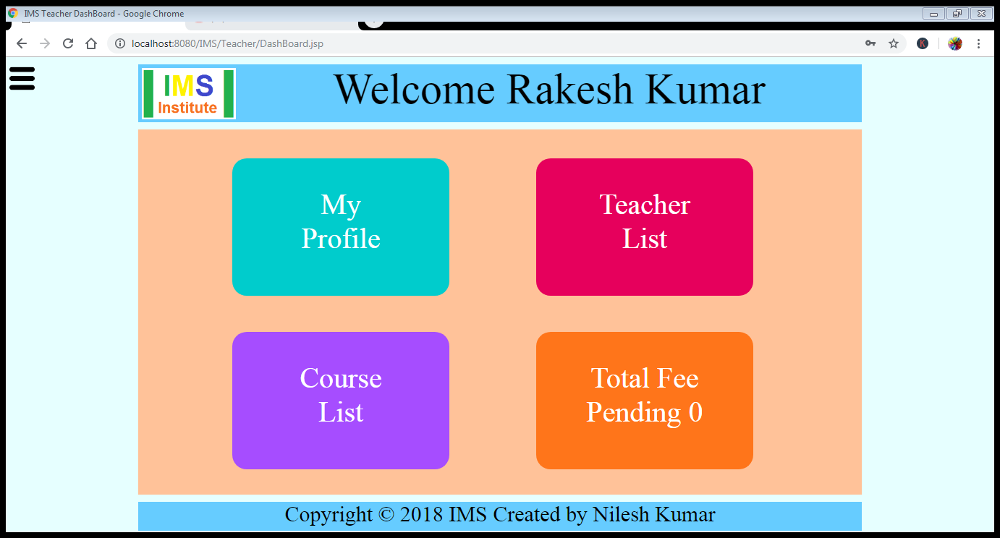 IMS Teacher DashBoard - Google Chrome
localhost:8080/IMS/Teacher/DashBoard.jsp
K
IMS
Institute
Welcome Rakesh Kumar
My
Profile
Teacher
List
Course
List
Total Fee
Pending 0
Copyright © 2018 IMS Created by Nilesh Kumar